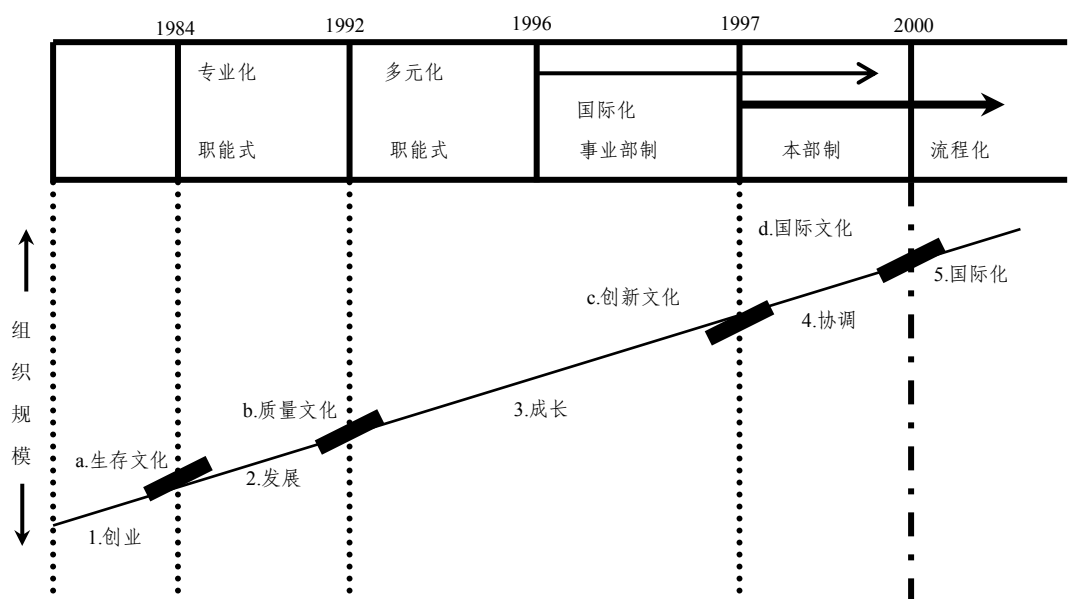 1984 1992 1996 1997 2000
专业化 多元化
国际化
职能式 职能式 事业部制 本部制 流程化
d.国际文化
5.国际化
c.创新文化
4.协调
组织规模
b.质量文化
3.成长
a.生存文化
2.发展
1.创业